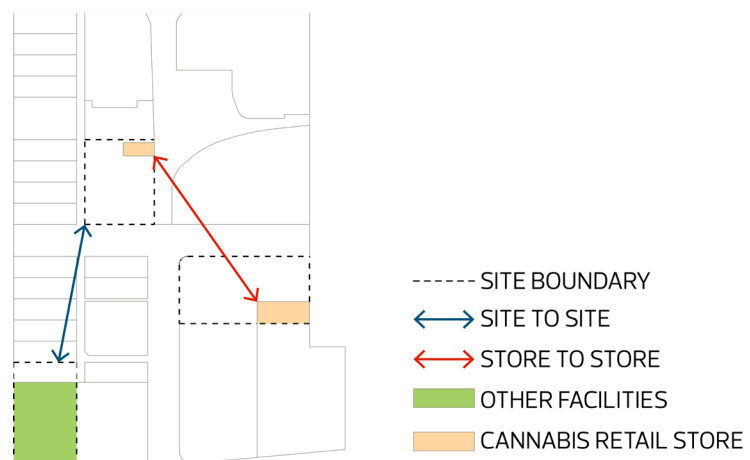 SITE BOUNDARY
SITE TO SITE
STORE TO STORE
OTHER FACILITIES
CANNABIS RETAIL STORE